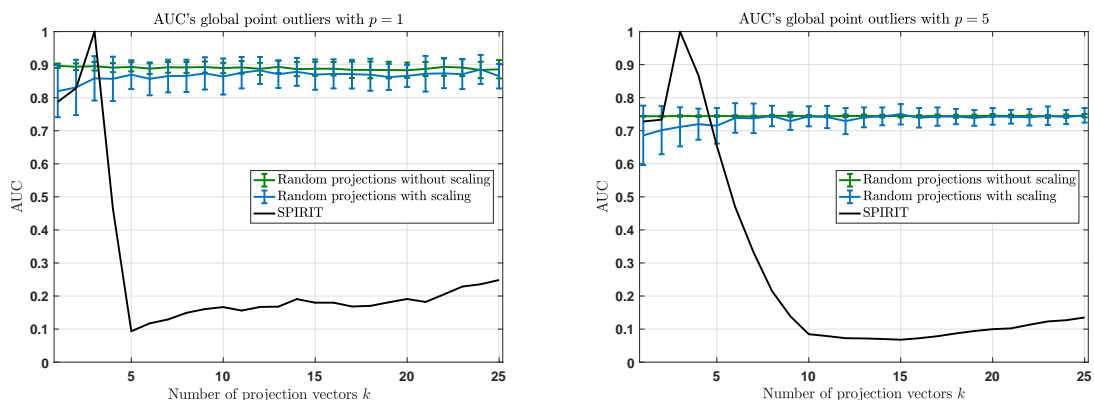 AUC's global point outliers with p = 1
1
0.9
0.8
0.7
0.6
0.5
0.4
0.3
0.2
0.1
0
AUC
Random projections without scaling
Random projections with scaling
SPIRIT
5
10
15
20
25
Number of projection vectors k
AUC's global point outliers with p = 5
1
0.9
0.8
0.7
0.6
0.5
0.4
0.3
0.2
0.1
0
AUC
Random projections without scaling
Random projections with scaling
SPIRIT
5
10
15
20
25
Number of projection vectors k